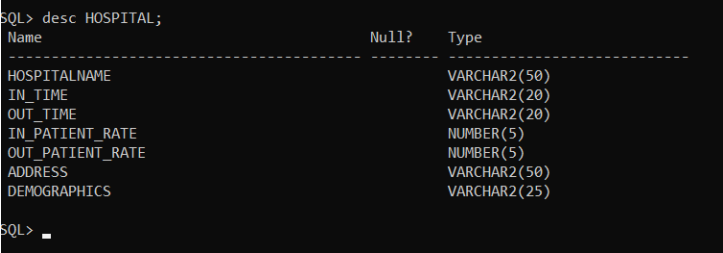 SQL> desc HOSPITAL;
Name Null? Type
----------------------------------------- -------- ----------------------------
HOSPITALNAME VARCHAR2(50)
IN_TIME VARCHAR2(20)
OUT_TIME VARCHAR2(20)
IN_PATIENT_RATE NUMBER(5)
OUT_PATIENT_RATE NUMBER(5)
ADDRESS VARCHAR2(50)
DEMOGRAPHICS VARCHAR2(25)
SQL>